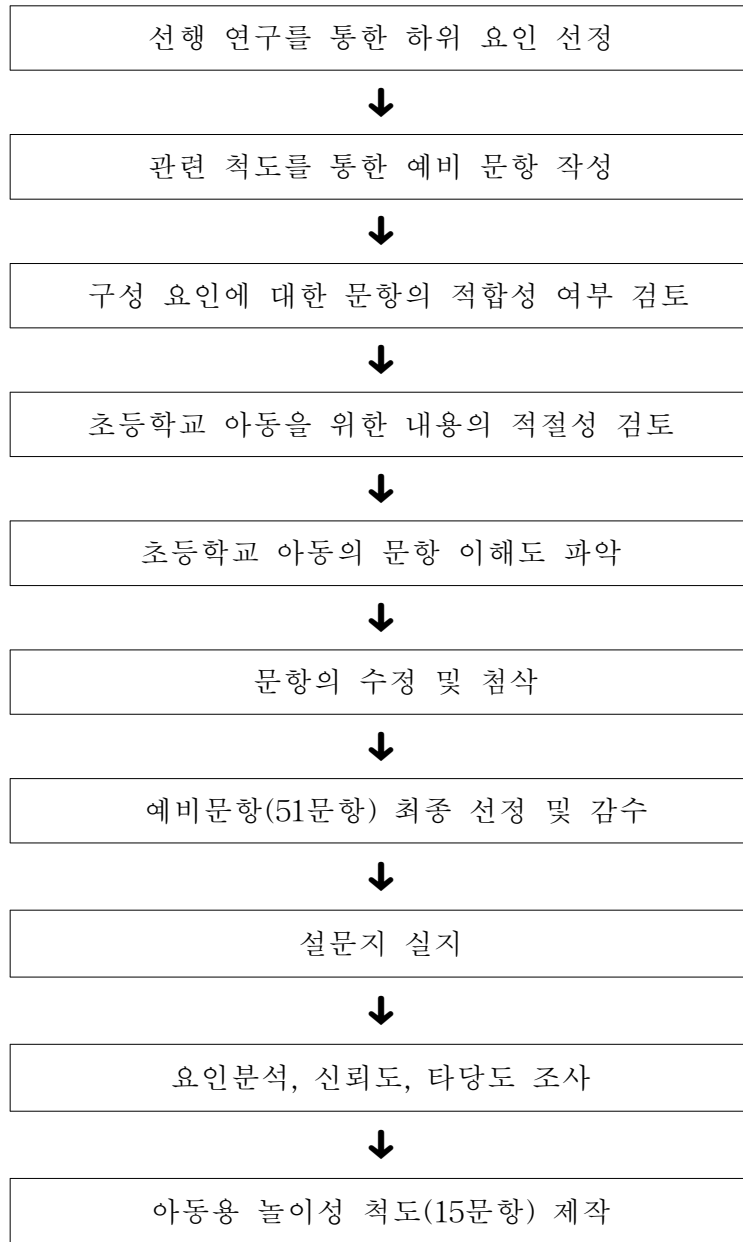 선행 연구를 통한 하위 요인 선정
관련 척도를 통한 예비 문항 작성
구성 요인에 대한 문항의 적합성 여부 검토
초등학교 아동을 위한 내용의 적절성 검토
초등학교 아동의 문항 이해도 파악
문항의 수정 및 첨삭
예비문항(51문항) 최종 선정 및 감수
설문지 실지
요인분석, 신뢰도, 타당도 조사
아동용 놀이성 척도(15문항) 제작